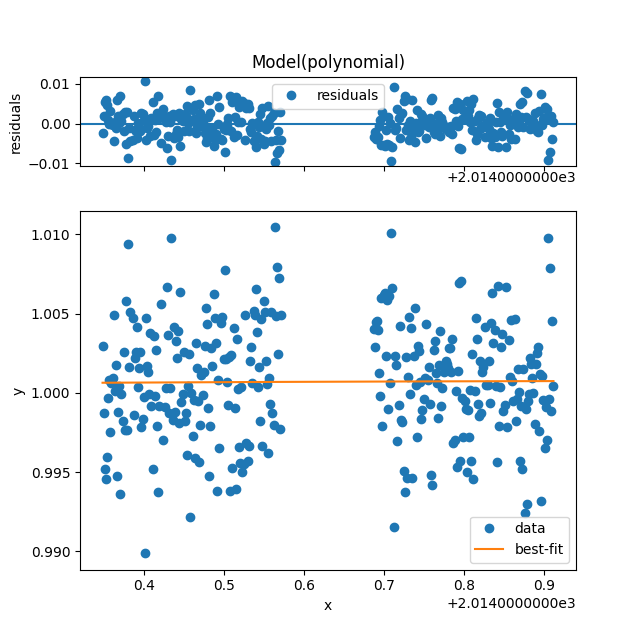 Model(polynomial)
0.01
0.00
−0.01
residuals
residuals
+2.0140000000e3
1.010
1.005
1.000
0.995
0.990
y
data
best-fit
0.4 0.5 0.6 0.7 0.8 0.9
x
+2.0140000000e3